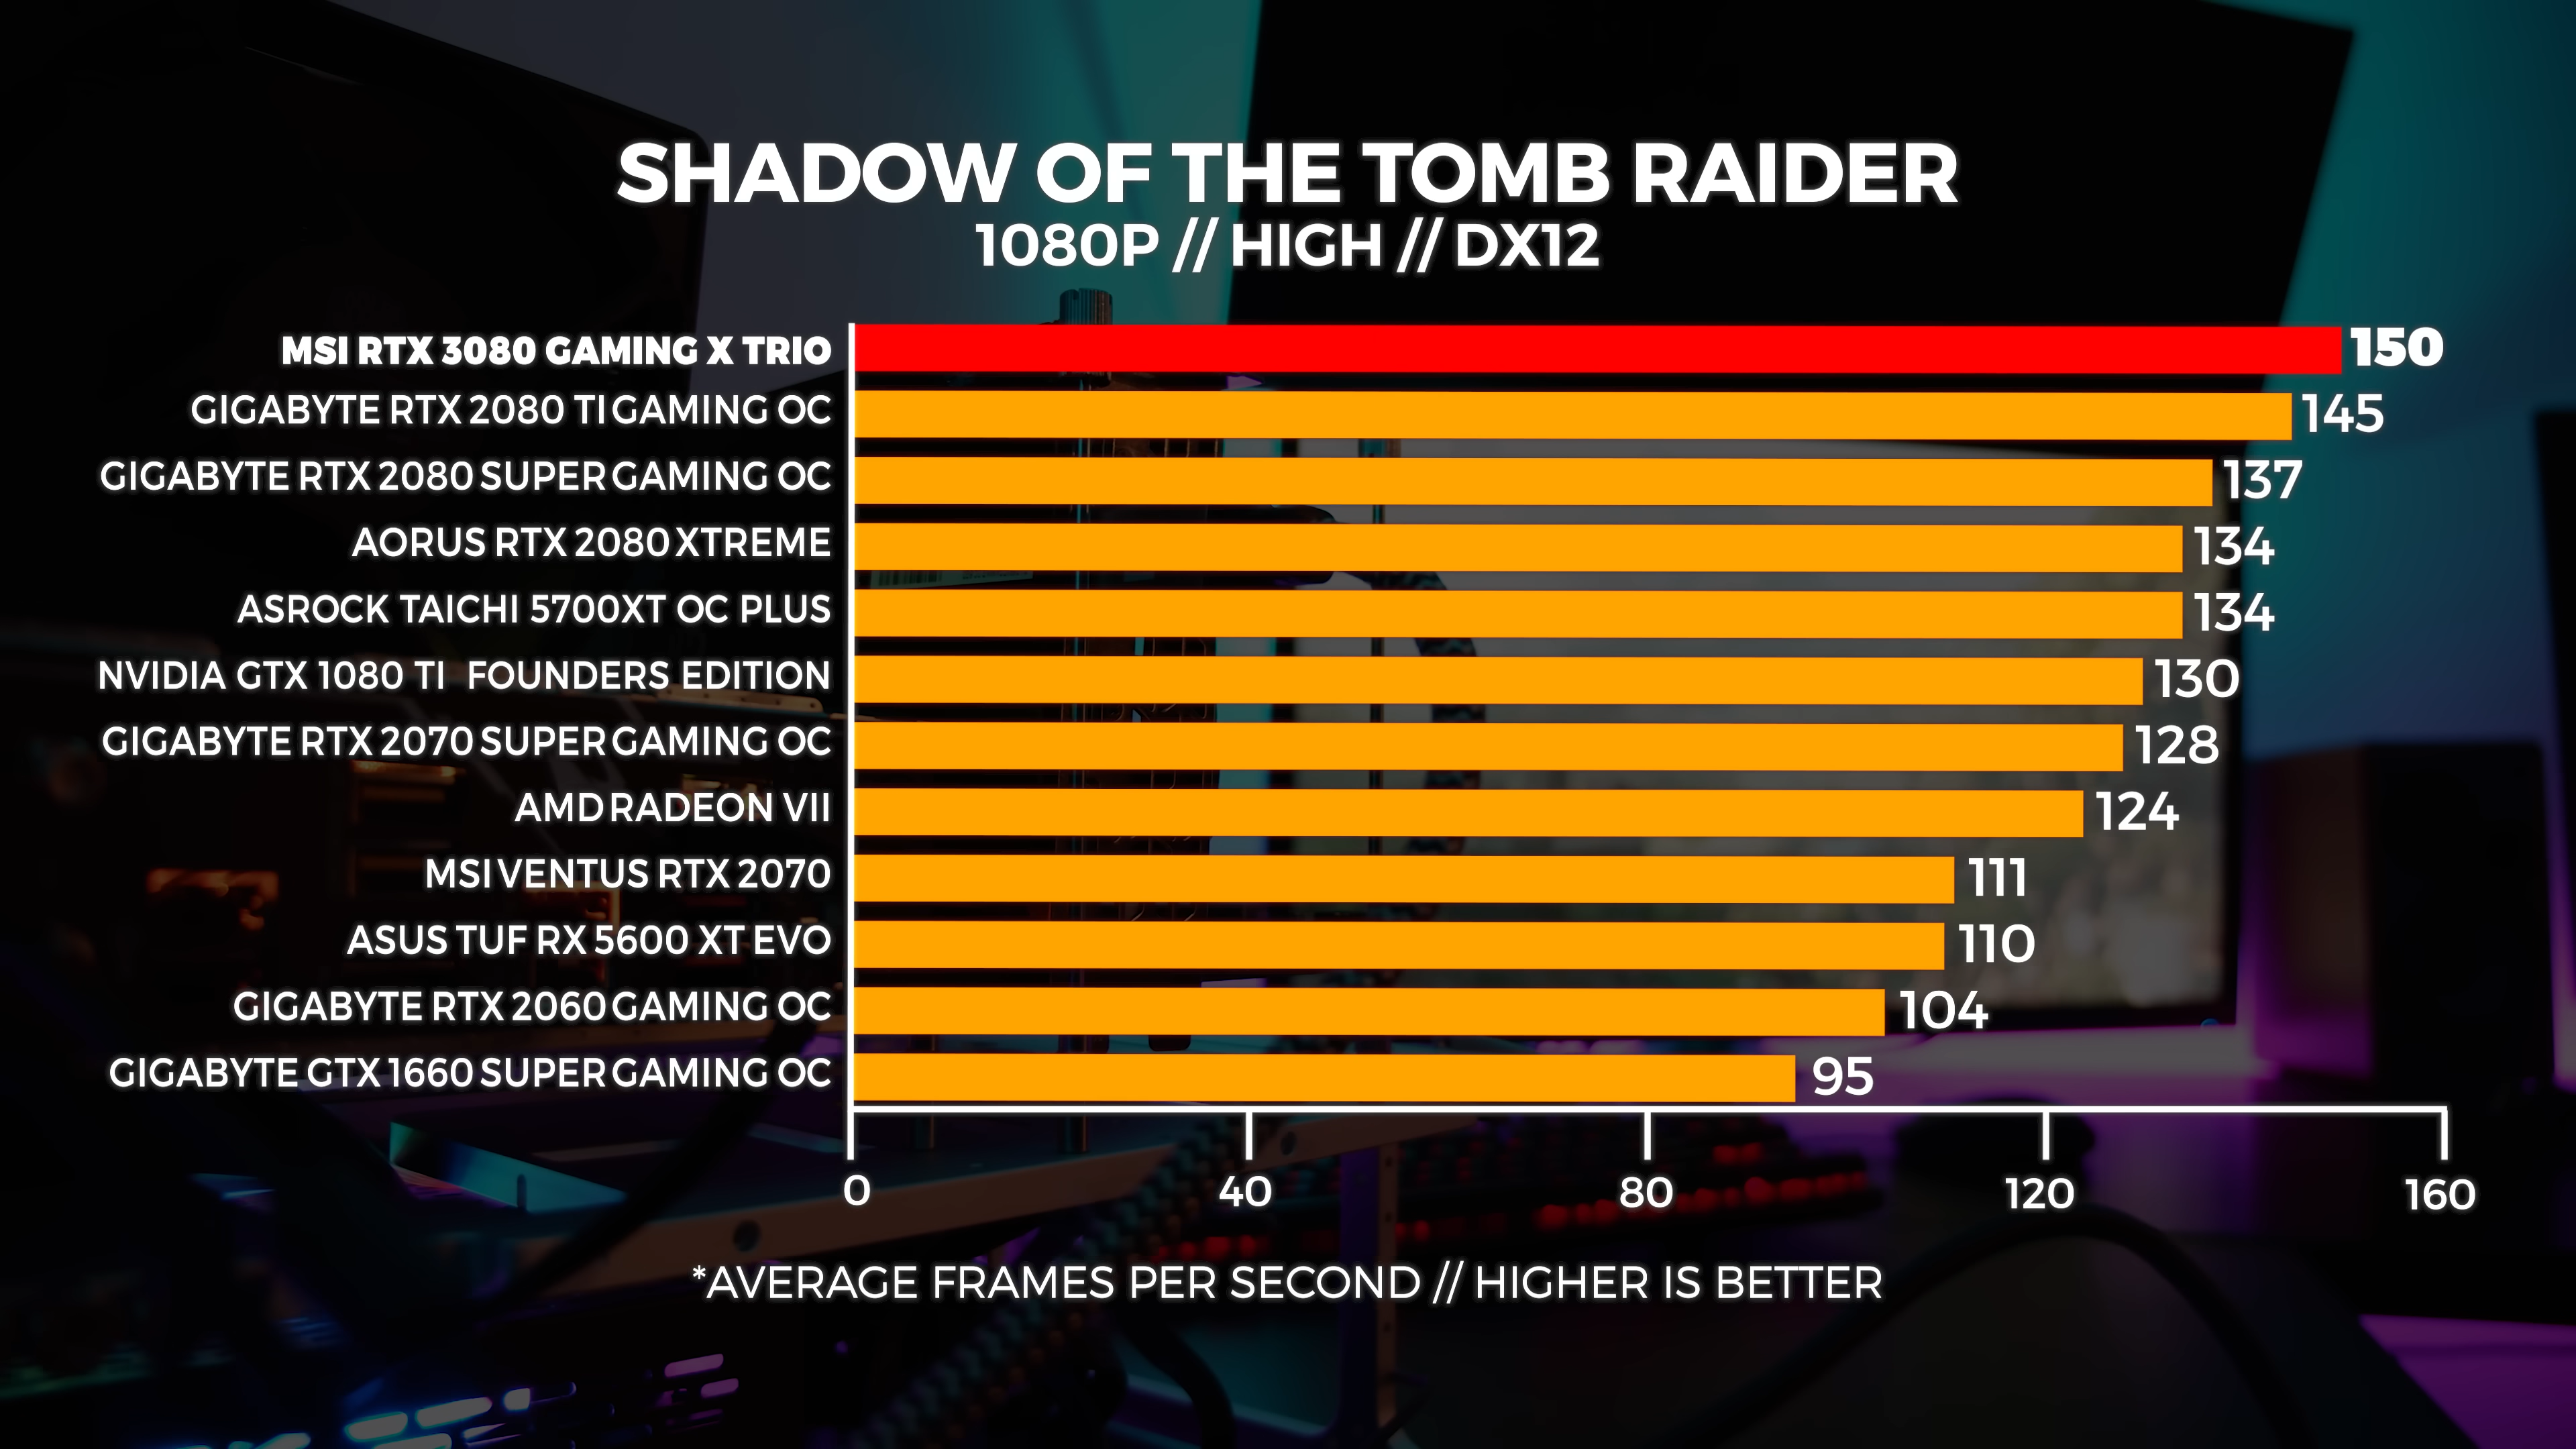 SHADOW OF THE TOMB RAIDER
1080P // HIGH // DX12
MSI RTX 3080 GAMING X TRIO 150
GIGABYTE RTX 2080 TI GAMING OC 145
GIGABYTE RTX 2080 SUPER GAMING OC 137
AORUS RTX 2080 XTREME 134
ASROCK TAICHI 5700XT OC PLUS 134
NVIDIA GTX 1080 TI FOUNDERS EDITION 130
GIGABYTE RTX 2070 SUPER GAMING OC 128
AMD RADEON VII 124
MSI VENTUS RTX 2070 111
ASUS TUF RX 5600 XT EVO 110
GIGABYTE RTX 2060 GAMING OC 104
GIGABYTE GTX 1660 SUPER GAMING OC 95
0 40 80 120 160
*AVERAGE FRAMES PER SECOND // HIGHER IS BETTER